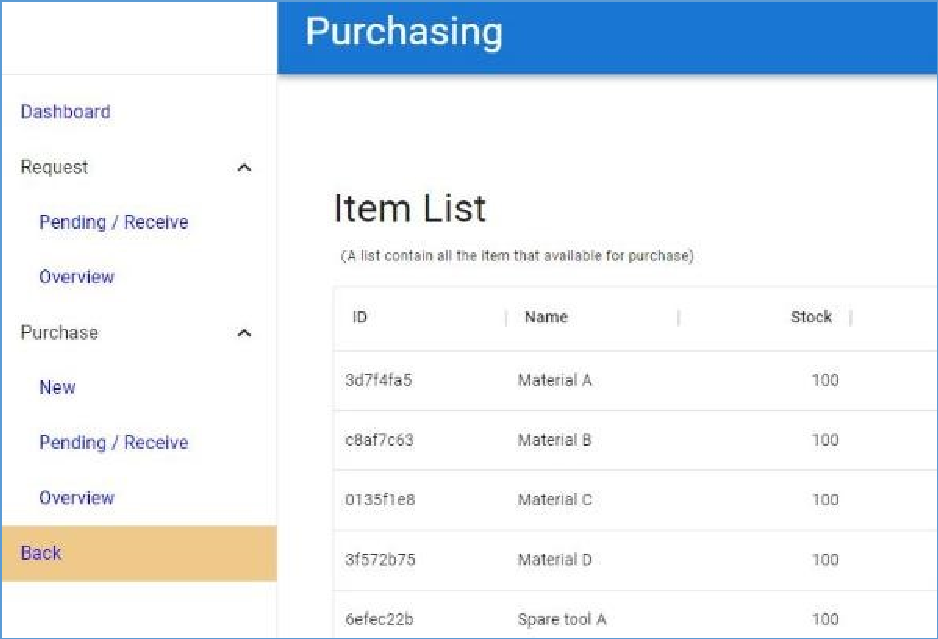 Purchasing
Dashboard
Request
Pending / Receive
Overview
Purchase
New
Pending / Receive
Overview
Back
Item List
(A list contain all the item that available for purchase)
ID Name Stock
3d7f4fa5 Material A 100
c8af7c63 Material B 100
0135f1e8 Material C 100
3f572b75 Material D 100
6efec22b Spare tool A 100